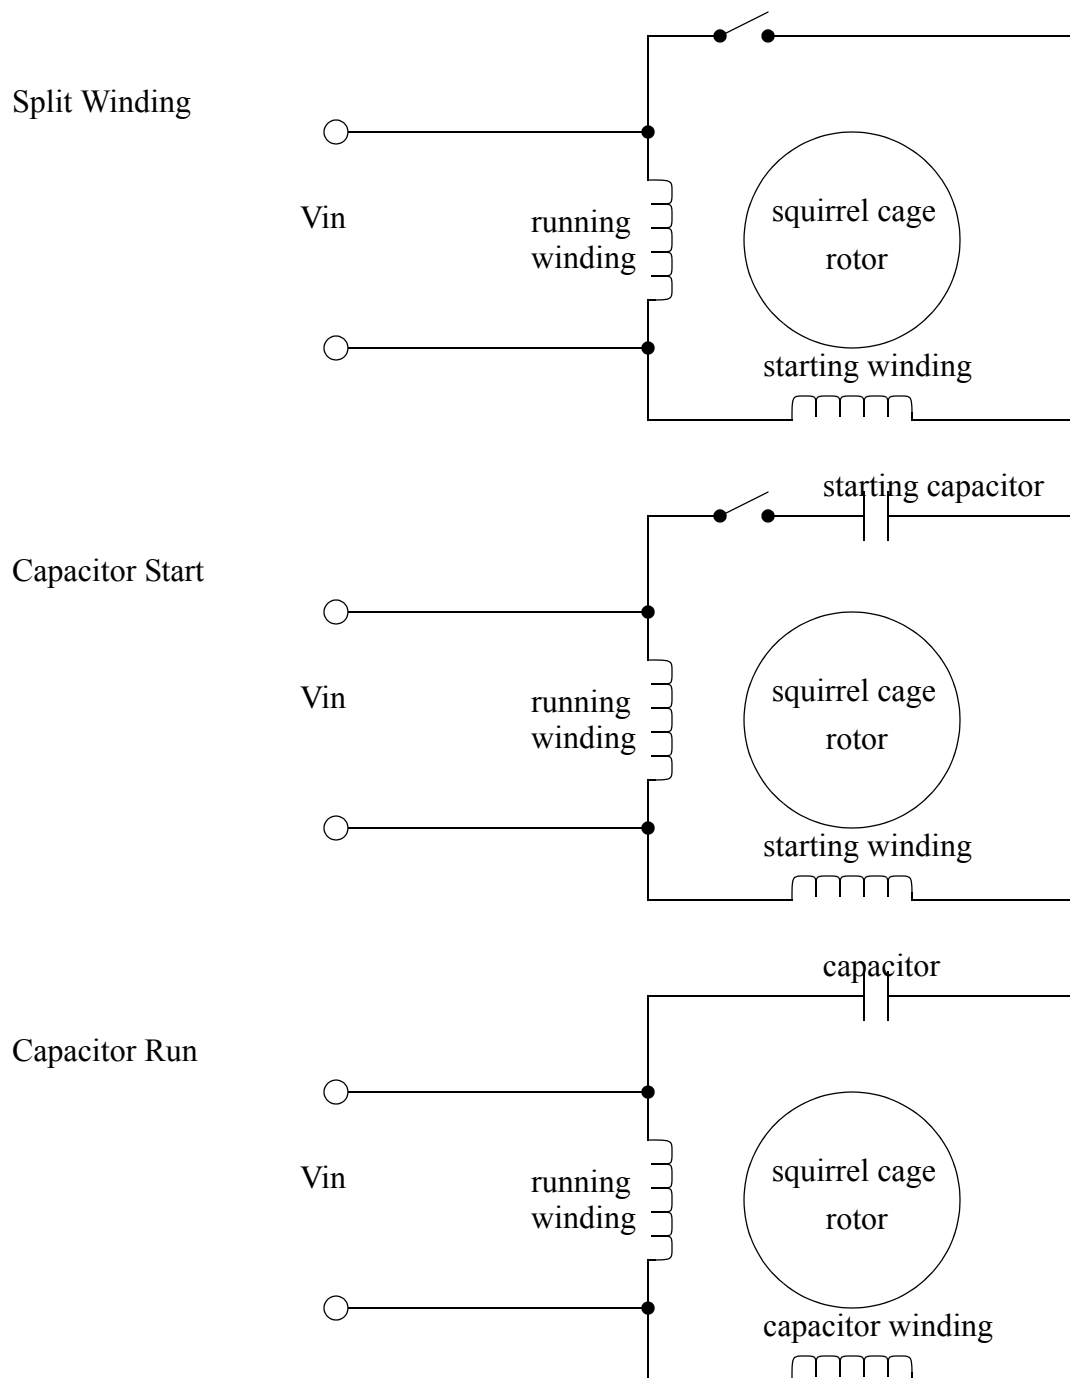 Split Winding
Vin
running
winding
squirrel cage
rotor
starting winding
starting capacitor
Capacitor Start
Vin
running
winding
squirrel cage
rotor
starting winding
capacitor
Capacitor Run
Vin
running
winding
squirrel cage
rotor
capacitor winding